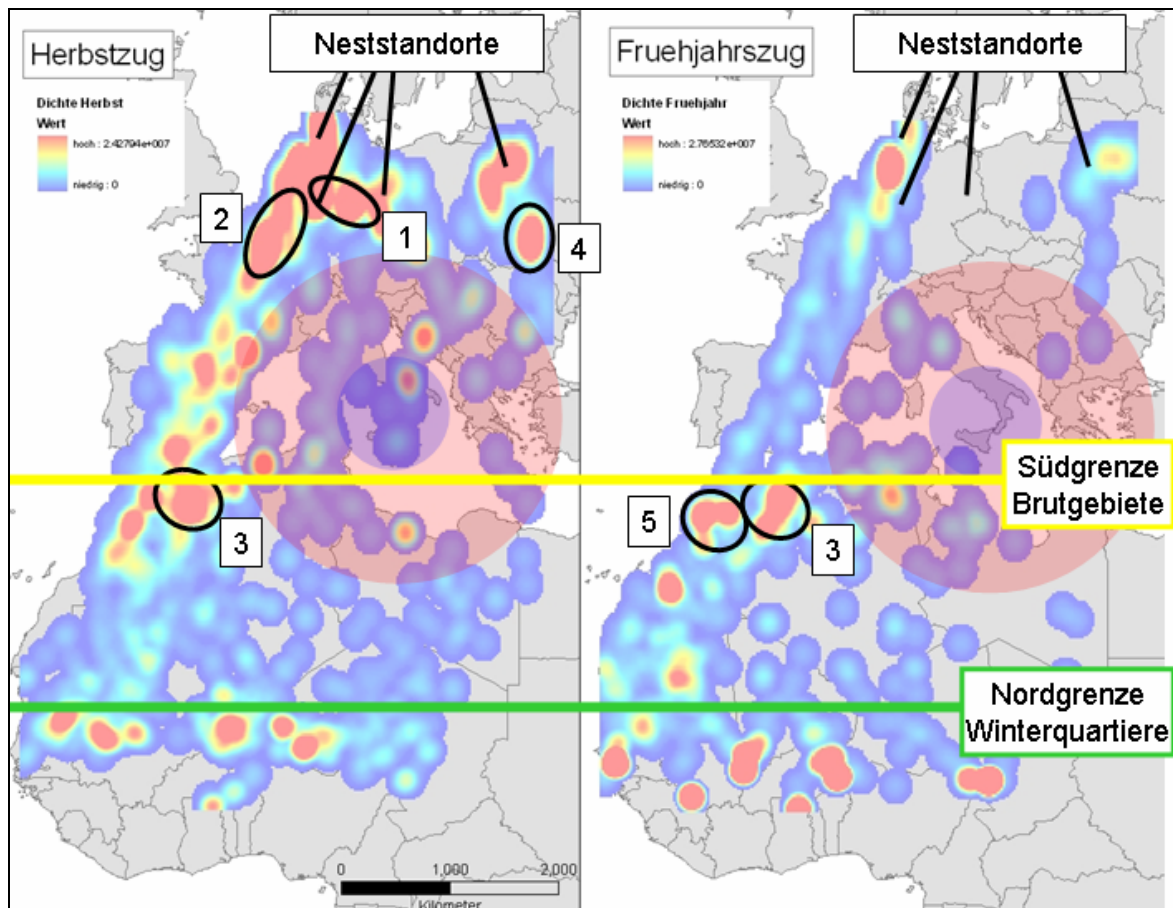 Herbstzug
Neststandorte
Dichte Herbst
Wert
hoch : 2.42794e+007
niedrig : 0
2
1
4
3
0
1,000
2,000
Kilometer
Fruehjahrszug
Neststandorte
Dichte Fruehjahr
Wert
hoch : 2.76532e+007
niedrig : 0
Südgrenze
Brutgebiete
5
3
Nordgrenze
Winterquartiere